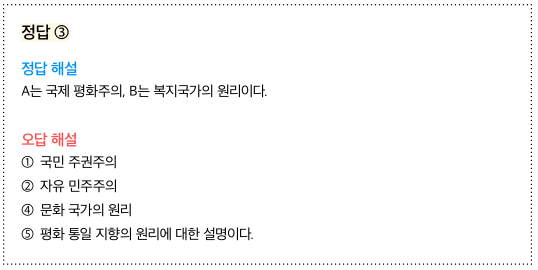 정답 ③
정답 해설
A는 국제 평화주의, B는 복지국가의 원리이다.
오답 해설
① 국민 주권주의
② 자유 민주주의
④ 문화 국가의 원리
⑤ 평화 통일 지향의 원리에 대한 설명이다.